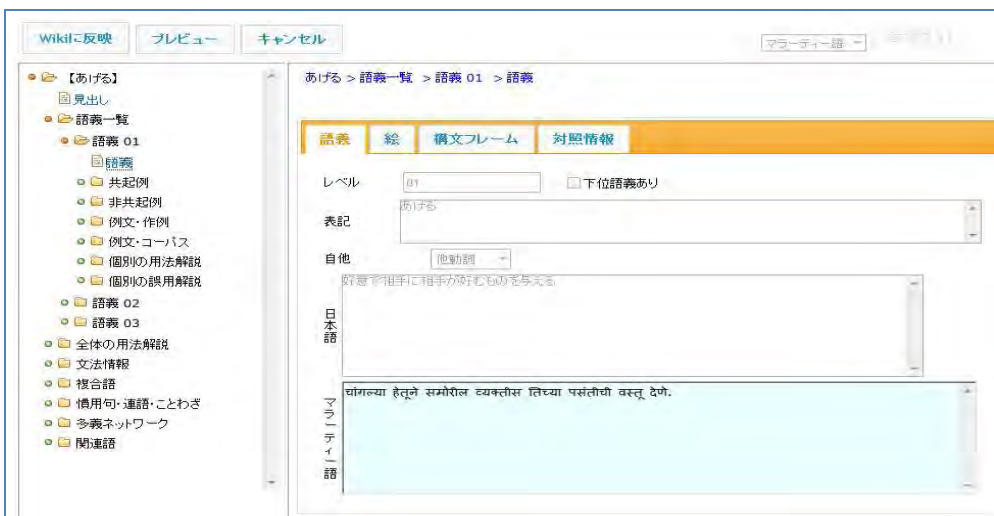 Wikiに反映 プレビュー キャンセル
マラーティー語
【あげる】
見出し
語義一覧
語義 01
語義
共起例
非共起例
例文・作例
例文・コーパス
個別の用法解説
個別の誤用解説
語義 02
語義 03
全体の用法解説
文法情報
複合語
慣用句・連語・ことわざ
多義ネットワーク
関連語
あげる > 語義一覧 > 語義 01 > 語義
語義 絵 構文フレーム 対照情報
レベル 01 下位語義あり
表記 あげる
自他 他動詞
日本語 好意で相手に相手が好むものを与える
マラーティー語 चांगल्या हेतूने समोरील व्यक्तीस तिच्या पसंतीची वस्तू देणे.